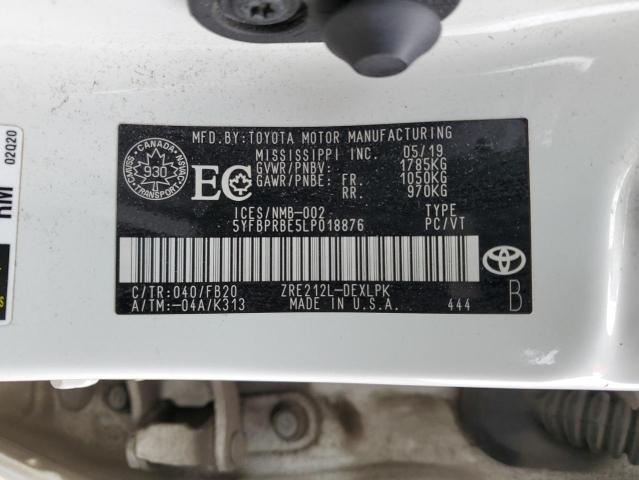 MFD.BY:TOYOTA MOTOR MANUFACTURING
MISSISSIPPI INC. 05/19
GVWR/PNBV: 1785KG
GAWR/PNBE: FR 1050KG
RR. 970KG
CANADA
930
TRANSPORT
EC
ICES/NMB-002 TYPE
5YFBPRBE5LP018876 PC/VT
C/TR:040/FB20 ZRE212L-DEXLPK
A/TM:-04A/K313 MADE IN U.S.A. 444 B
02020
RM